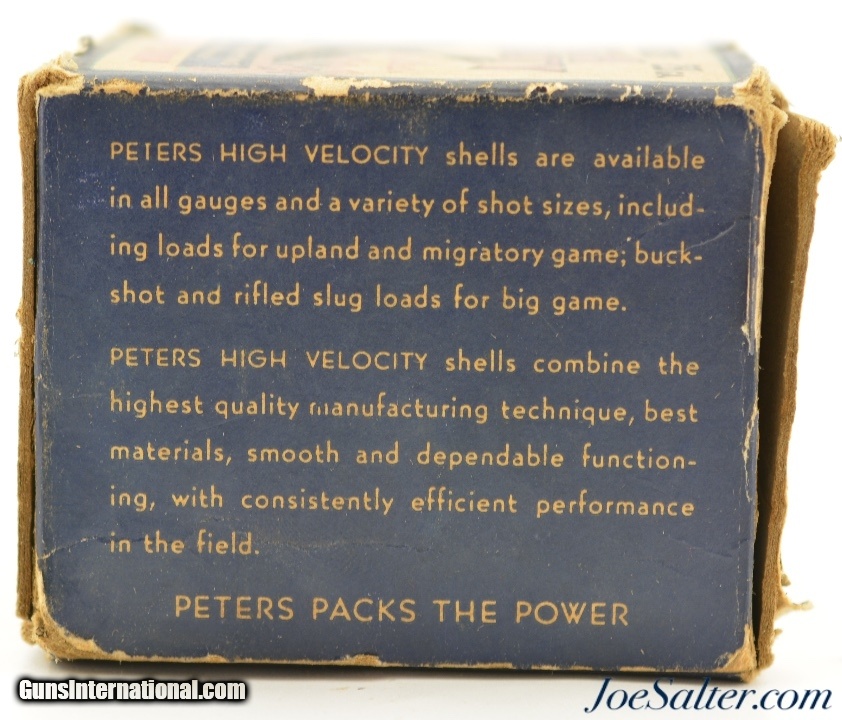 PETERS HIGH VELOCITY shells are available
in all gauges and a variety of shot sizes, includ-
ing loads for upland and migratory game; buck-
shot and rifled slug loads for big game.
PETERS HIGH VELOCITY shells combine the
highest quality manufacturing technique, best
materials, smooth and dependable function-
ing, with consistently efficient performance
in the field.
PETERS PACKS THE POWER
GunsInternational.com
JoeSalter.com